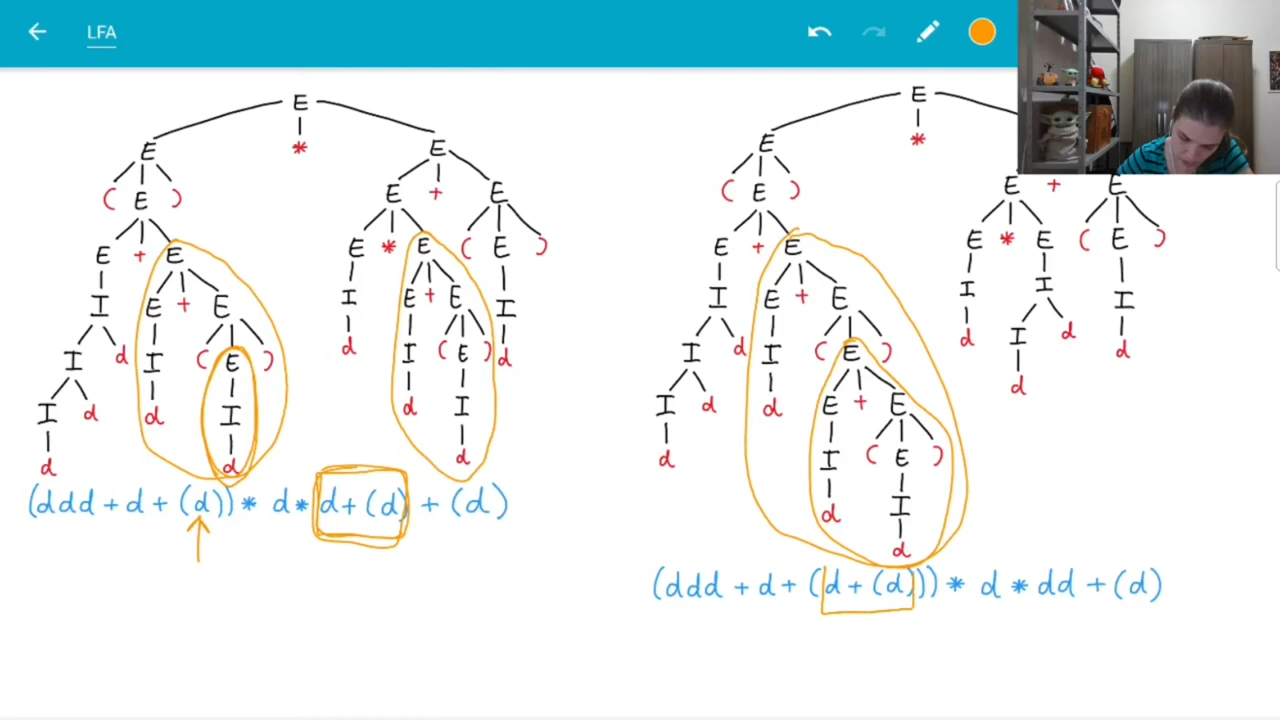 LFA
E
E * E
( E ) E + E
E + E E * E ( E )
I E + E I E + E I
I d I ( E ) d I ( E ) d
I d d I d I
d d d
(ddd + d + (d)) * d * d + (d) + (d)
E
E *
( E ) E + E
E + E E * E ( E )
I E + E I I I
I d I ( E ) d I d d
I d d E + E d
d I ( E )
d I
d
(ddd + d + (d + (d))) * d * dd + (d)